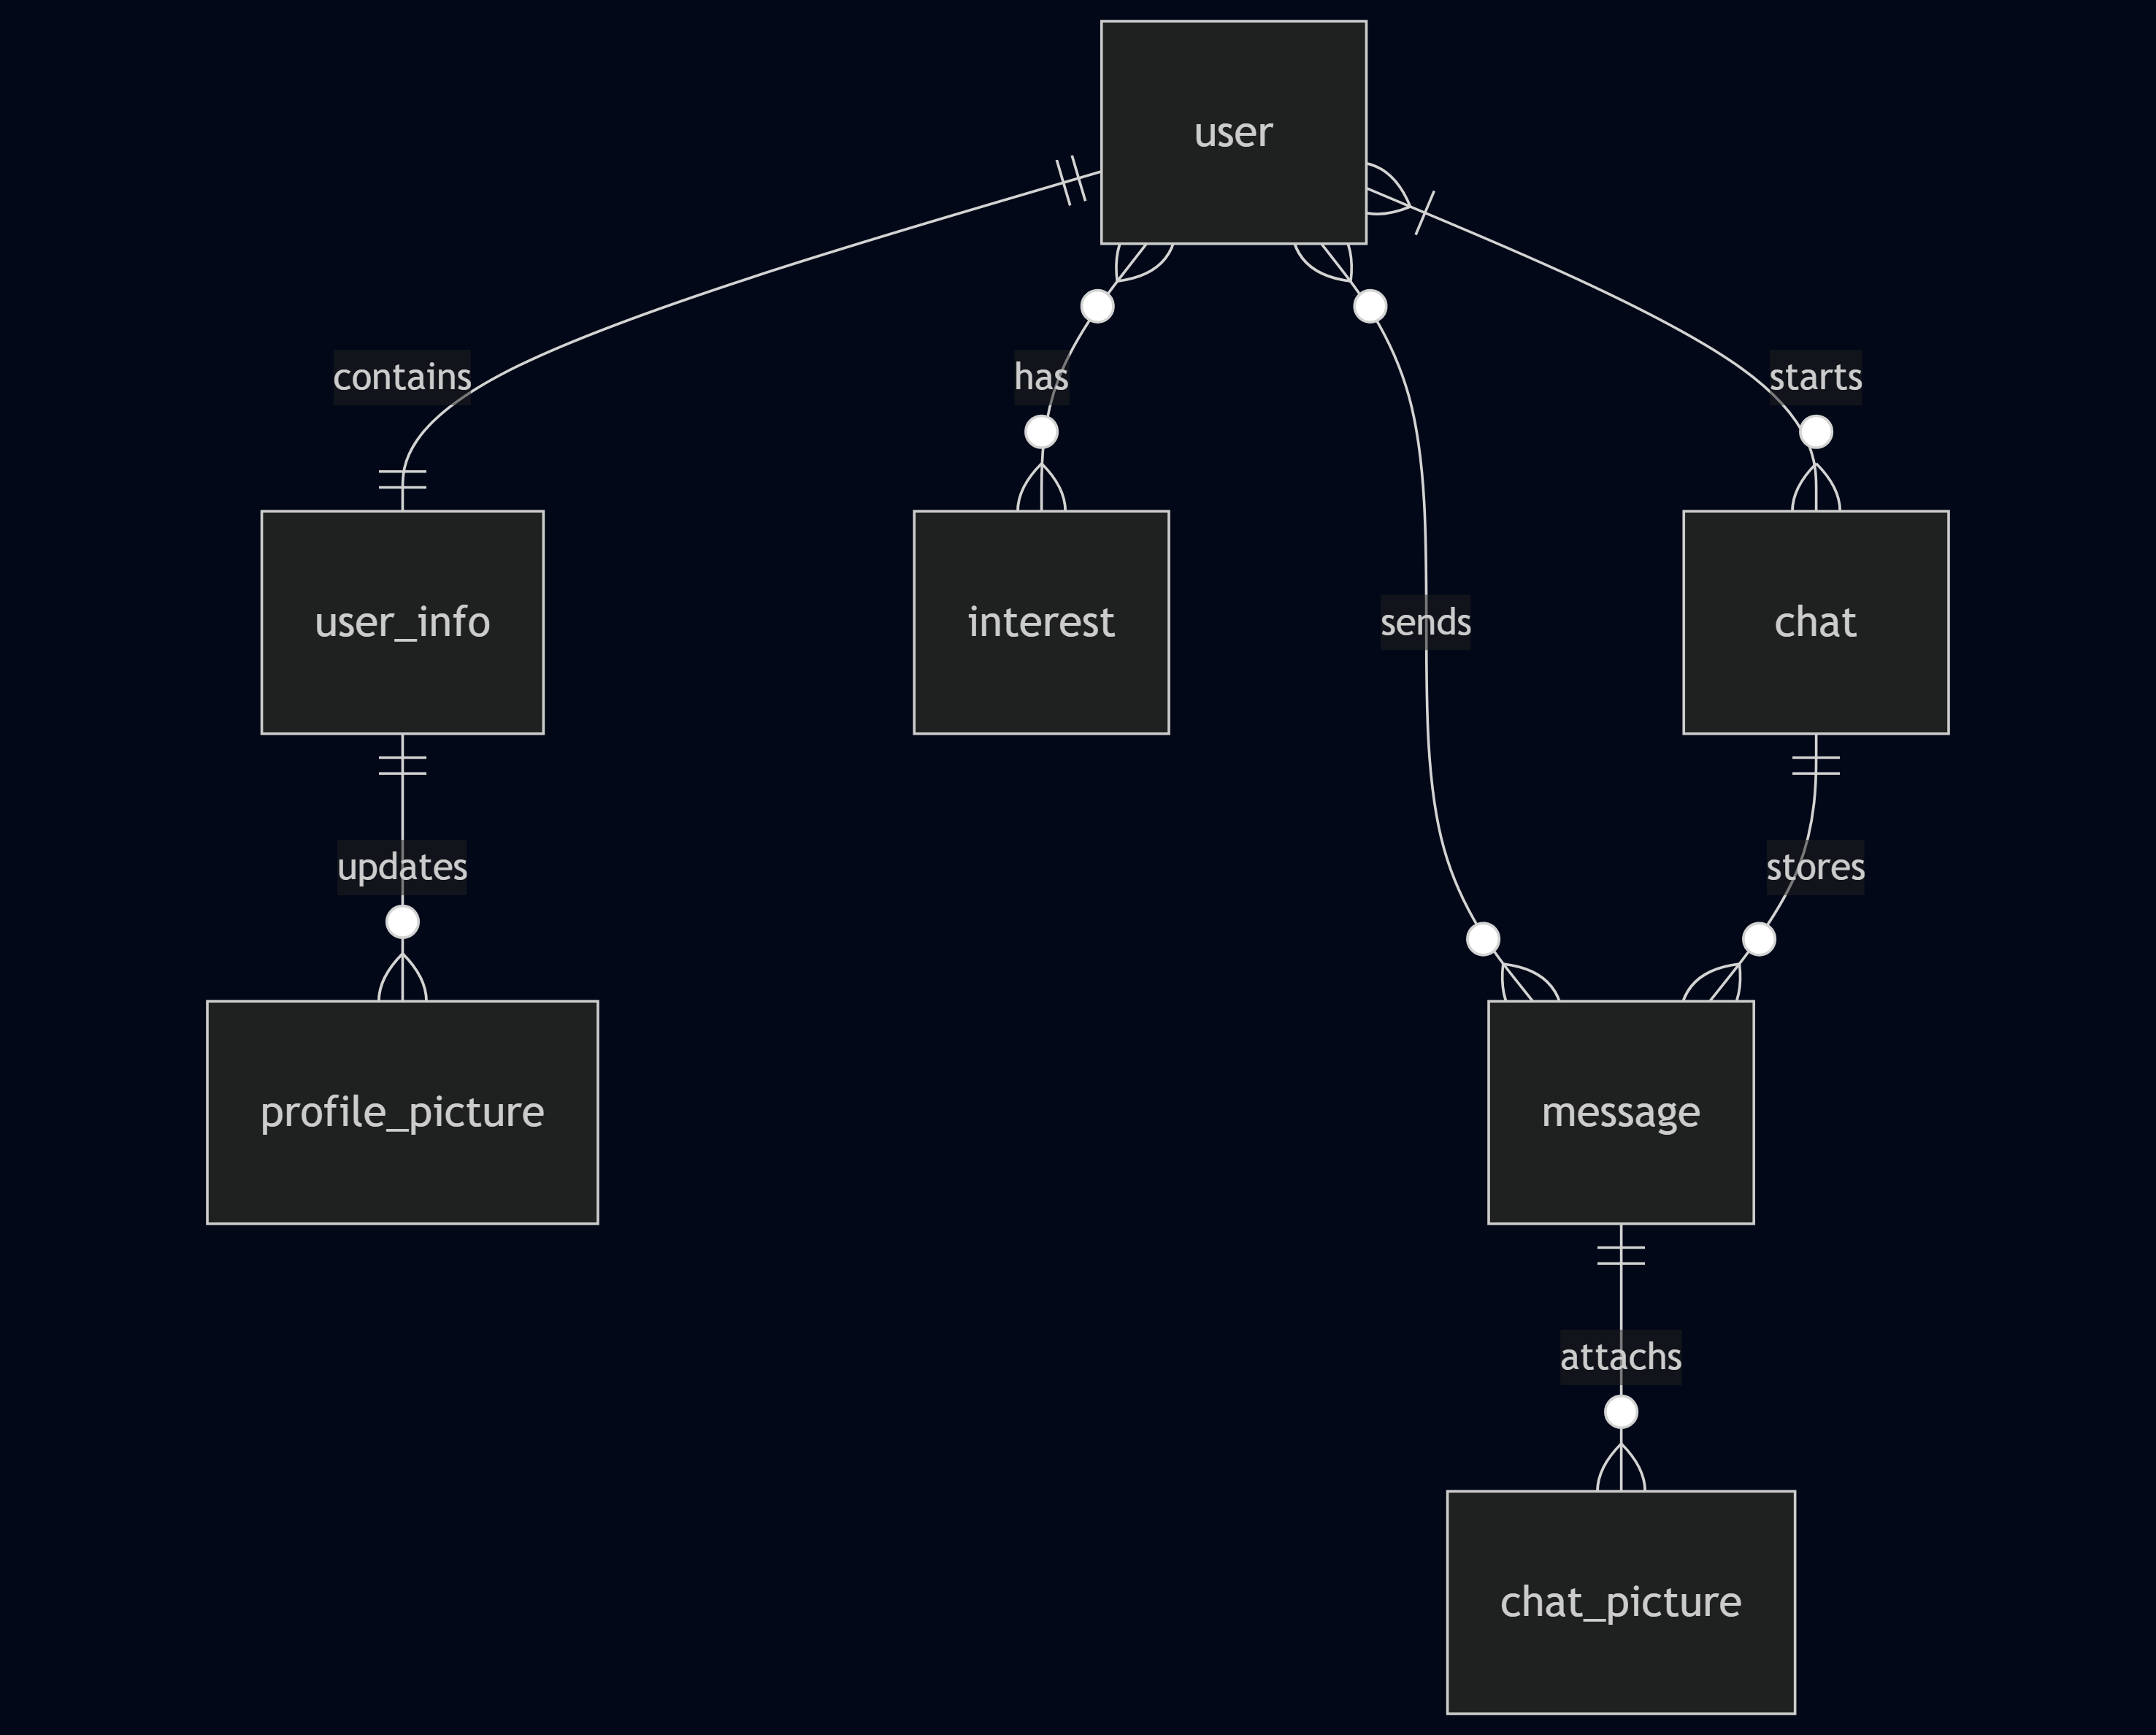 user
contains
has
starts
user_info
interest
sends
chat
updates
stores
profile_picture
message
attachs
chat_picture